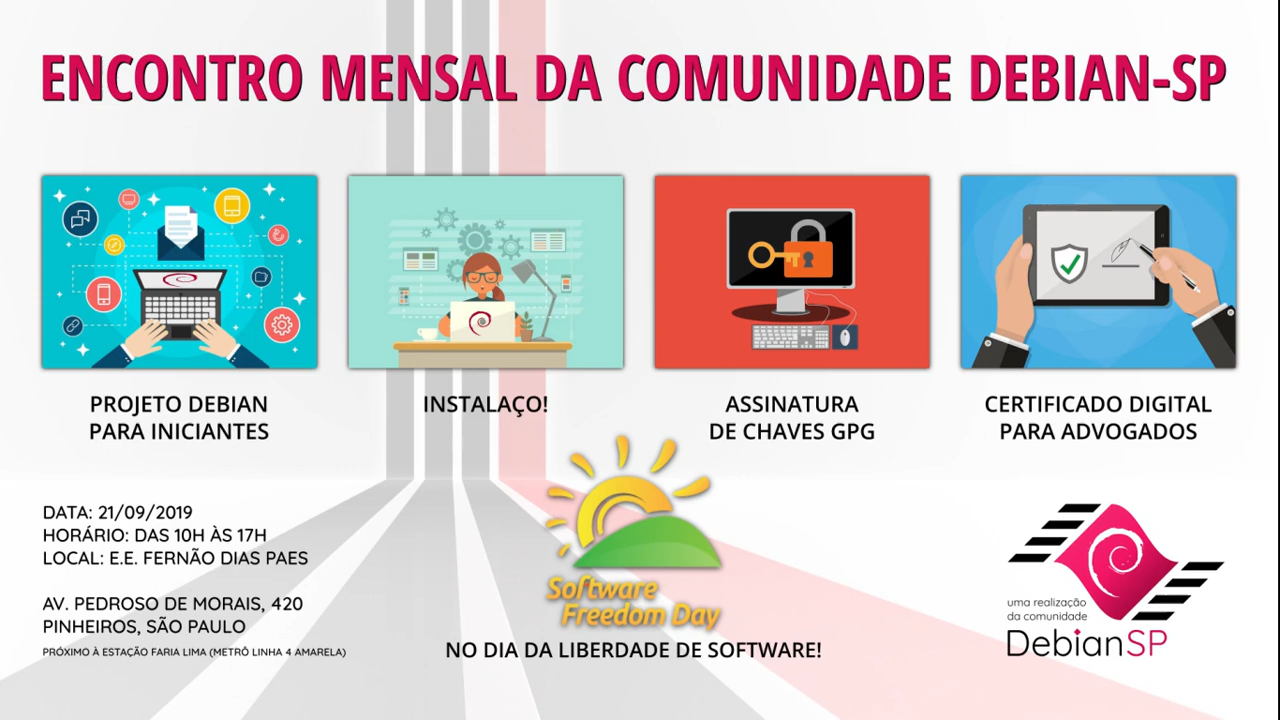 ENCONTRO MENSAL DA COMUNIDADE DEBIAN-SP
PROJETO DEBIAN
PARA INICIANTES
INSTALAÇO!
ASSINATURA
DE CHAVES GPG
CERTIFICADO DIGITAL
PARA ADVOGADOS
DATA: 21/09/2019
HORÁRIO: DAS 10H ÀS 17H
LOCAL: E.E. FERNÃO DIAS PAES
AV. PEDROSO DE MORAIS, 420
PINHEIROS, SÃO PAULO
PRÓXIMO À ESTAÇÃO FARIA LIMA (METRÔ LINHA 4 AMARELA)
Software
Freedom Day
NO DIA DA LIBERDADE DE SOFTWARE!
uma realização
da comunidade
DebianSP